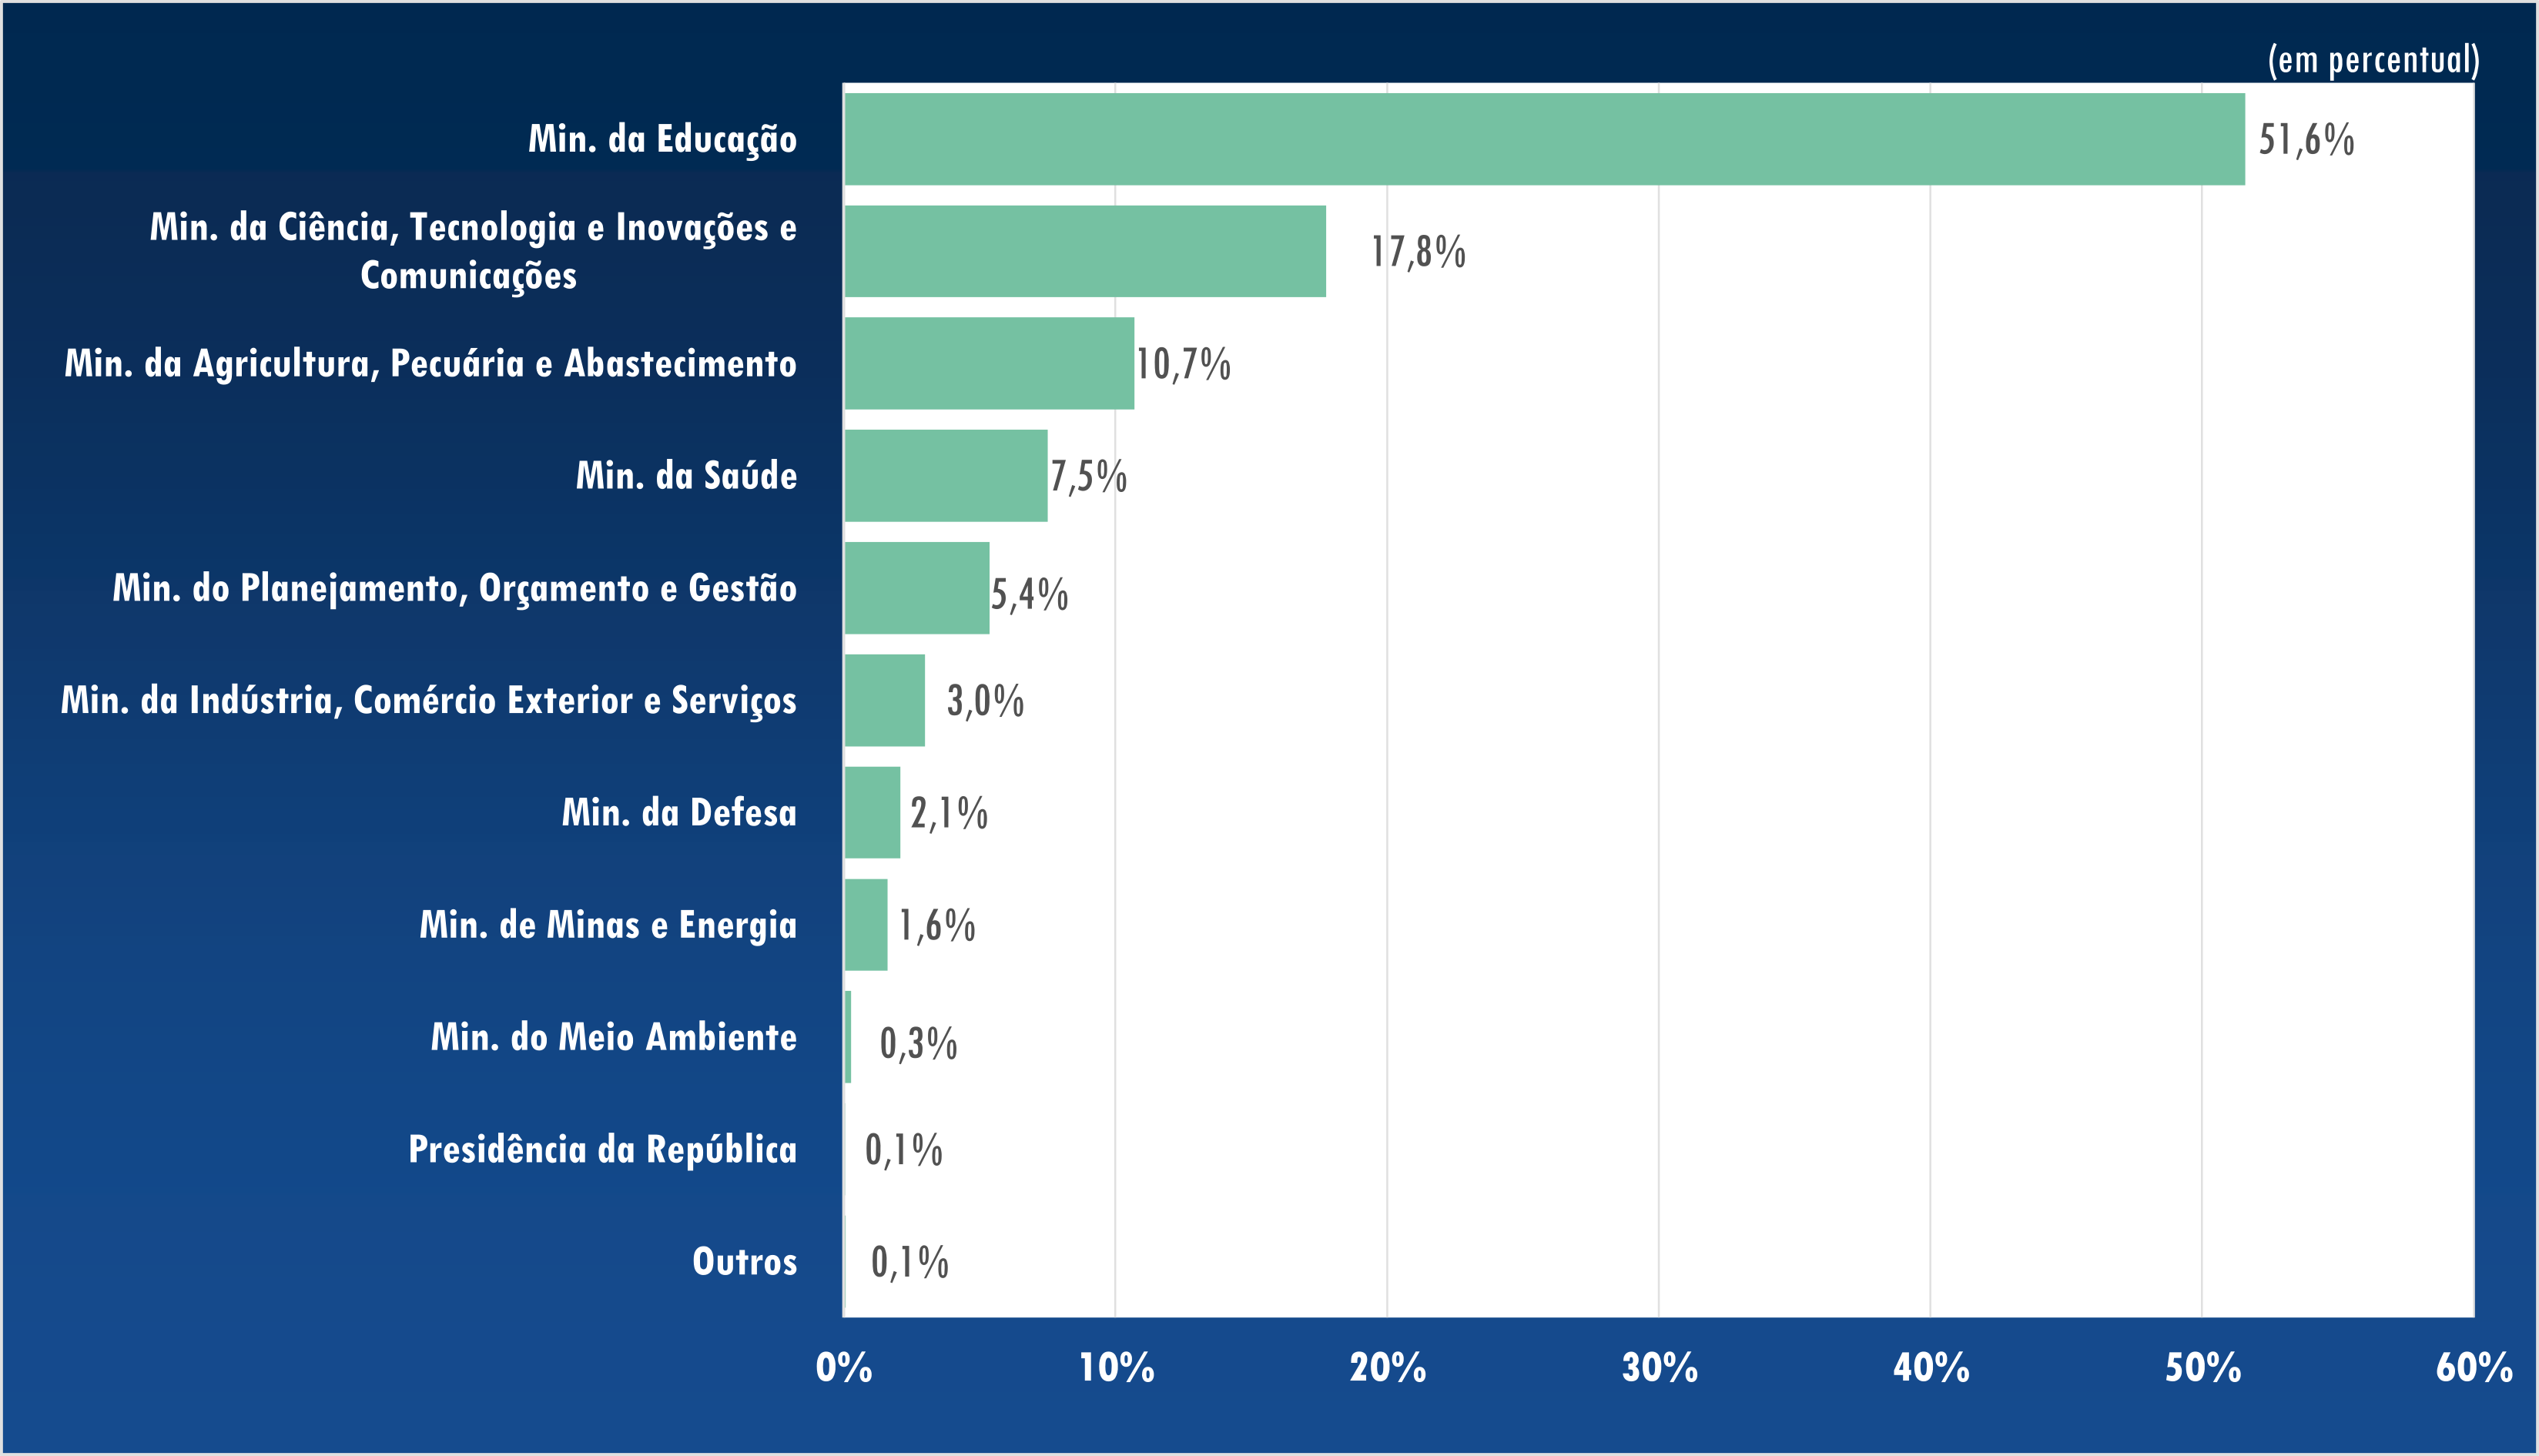 (em percentual)
Min. da Educação
51,6%
Min. da Ciência, Tecnologia e Inovações e
Comunicações
17,8%
Min. da Agricultura, Pecuária e Abastecimento
10,7%
Min. da Saúde
7,5%
Min. do Planejamento, Orçamento e Gestão
5,4%
Min. da Indústria, Comércio Exterior e Serviços
3,0%
Min. da Defesa
2,1%
Min. de Minas e Energia
1,6%
Min. do Meio Ambiente
0,3%
Presidência da República
0,1%
Outros
0,1%
0% 10% 20% 30% 40% 50% 60%